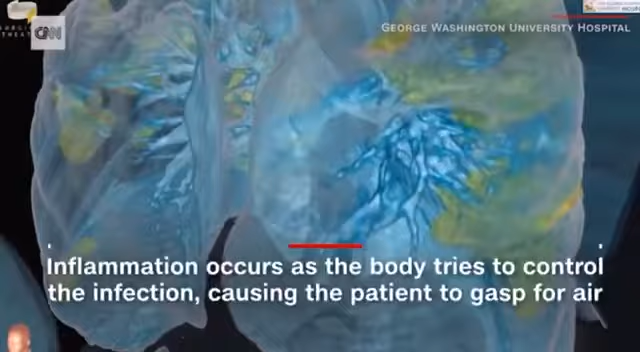 CNN
GEORGE WASHINGTON UNIVERSITY HOSPITAL
Inflammation occurs as the body tries to control
the infection, causing the patient to gasp for air